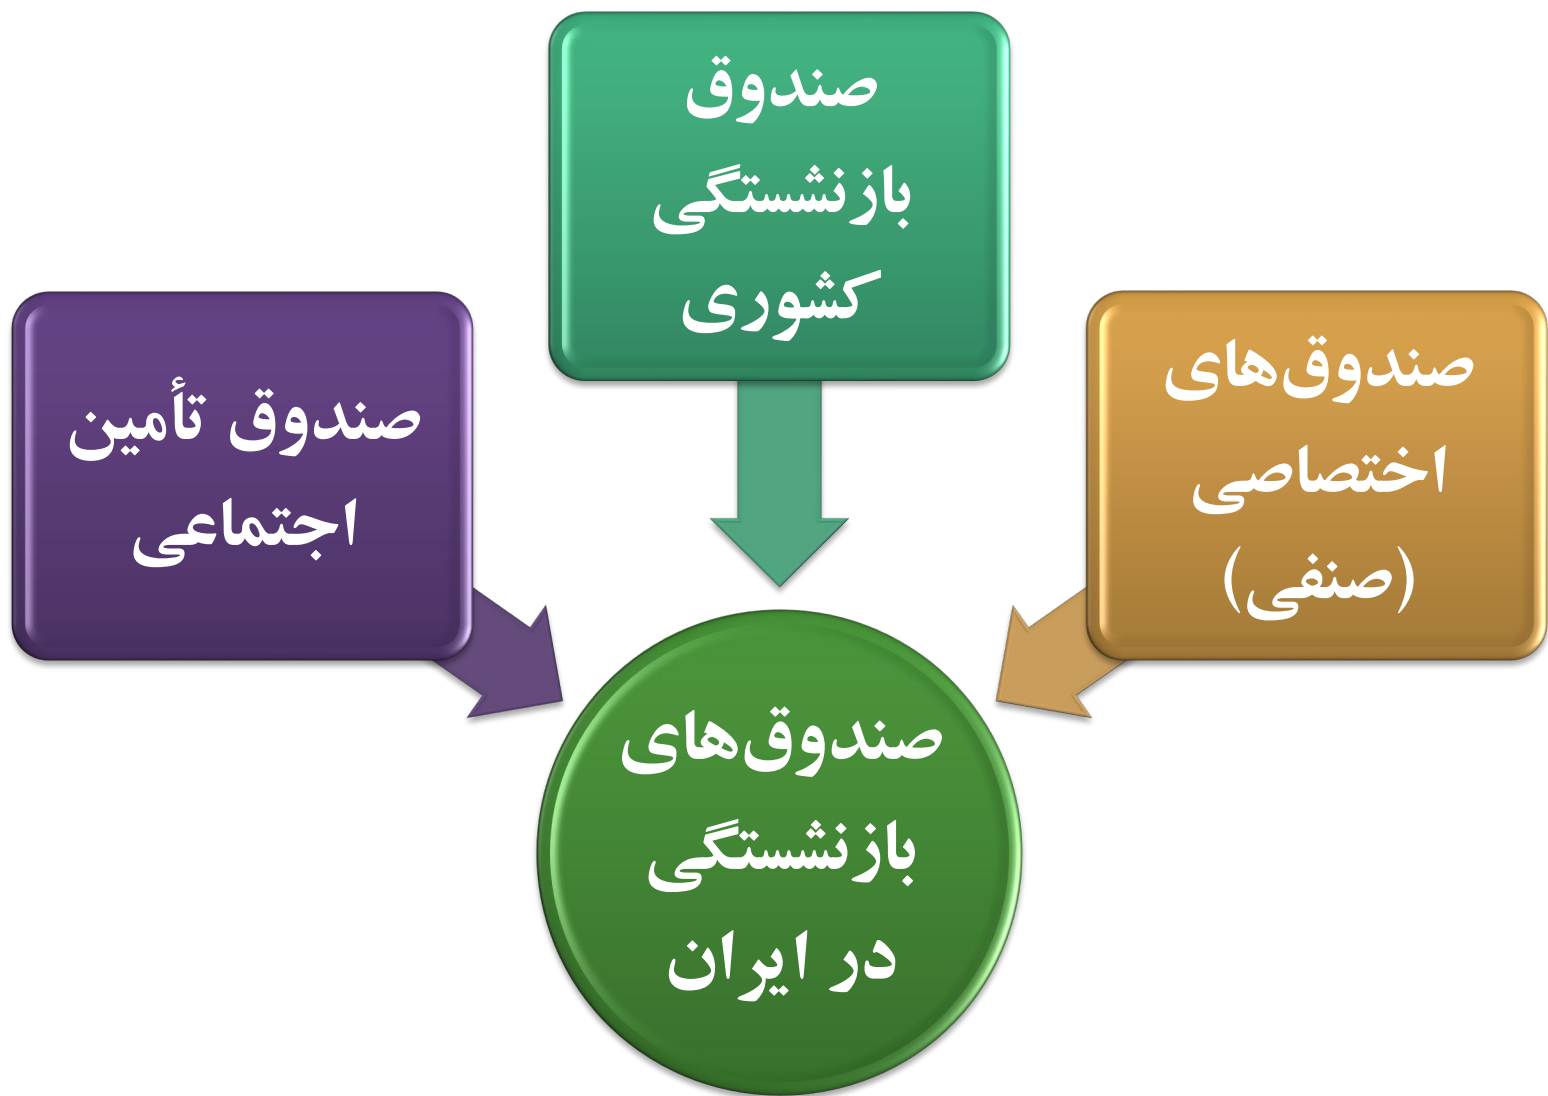 صندوق
بازنشستگی
کشوری
صندوق‌های
اختصاصی
(صنفی)
صندوق تأمین
اجتماعی
صندوق‌های
بازنشستگی
در ایران